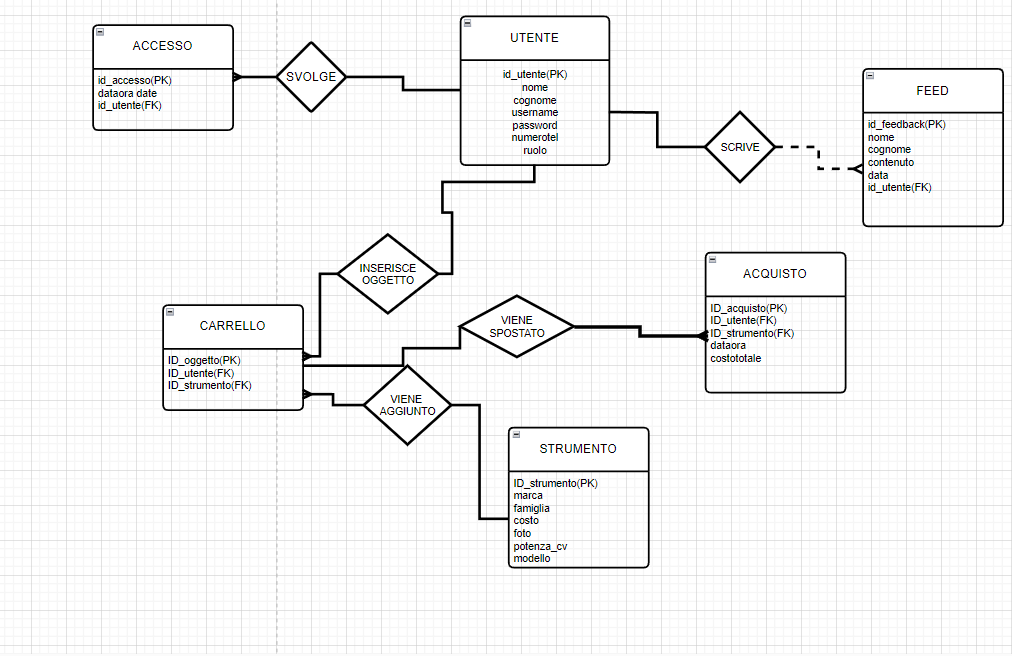 ACCESSO
id_accesso(PK)
dataora date
id_utente(FK)
SVOLGE
UTENTE
id_utente(PK)
nome
cognome
username
password
numerotel
ruolo
SCRIVE
FEED
id_feedback(PK)
nome
cognome
contenuto
data
id_utente(FK)
INSERISCE
OGGETTO
CARRELLO
ID_oggetto(PK)
ID_utente(FK)
ID_strumento(FK)
VIENE
SPOSTATO
ACQUISTO
ID_acquisto(PK)
ID_utente(FK)
ID_strumento(FK)
dataora
costototale
VIENE
AGGIUNTO
STRUMENTO
ID_strumento(PK)
marca
famiglia
costo
foto
potenza_cv
modello